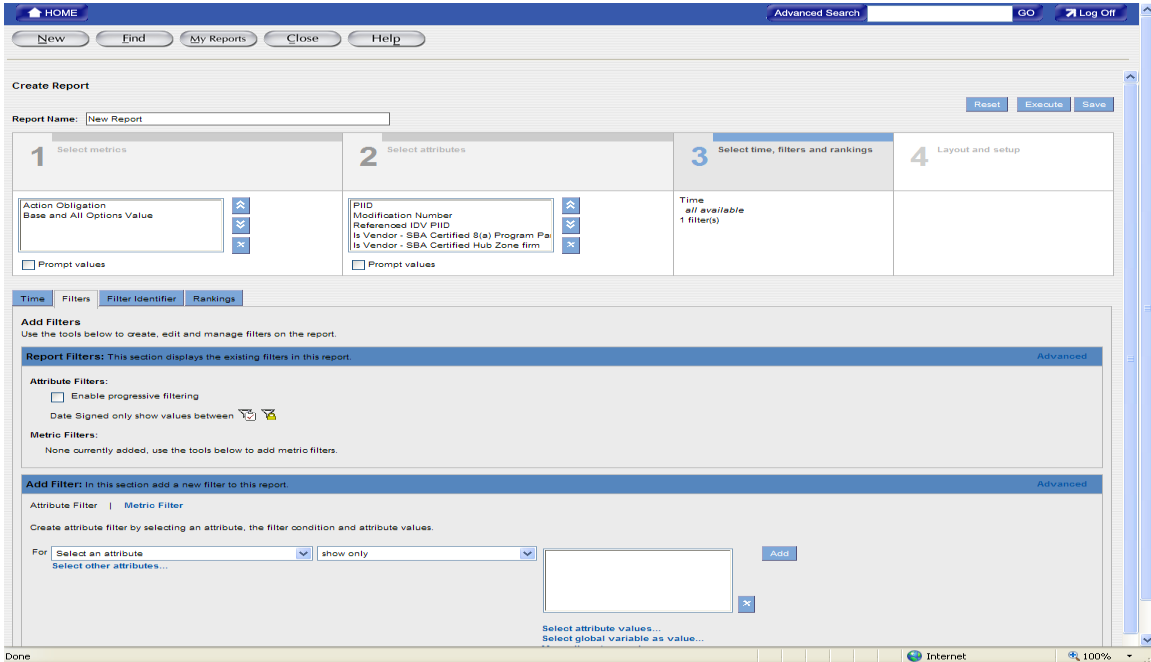 HOME
Advanced Search GO Log Off
New Find My Reports Close Help
Create Report
Reset Execute Save
Report Name: New Report
1 Select metrics
2 Select attributes
3 Select time, filters and rankings
4 Layout and setup
Action Obligation
Base and All Options Value
Prompt values
PIID
Modification Number
Referenced IDV PIID
Is Vendor - SBA Certified 8(a) Program Pa
Is Vendor - SBA Certified Hub Zone firm
Prompt values
Time
all available
1 filter(s)
Time Filters Filter Identifier Rankings
Add Filters
Use the tools below to create, edit and manage filters on the report.
Report Filters: This section displays the existing filters in this report. Advanced
Attribute Filters:
Enable progressive filtering
Date Signed only show values between
Metric Filters:
None currently added, use the tools below to add metric filters.
Add Filter: In this section add a new filter to this report. Advanced
Attribute Filter | Metric Filter
Create attribute filter by selecting an attribute, the filter condition and attribute values.
For Select an attribute show only Add
Select other attributes...
Select attribute values...
Select global variable as value...
Done Internet 100%